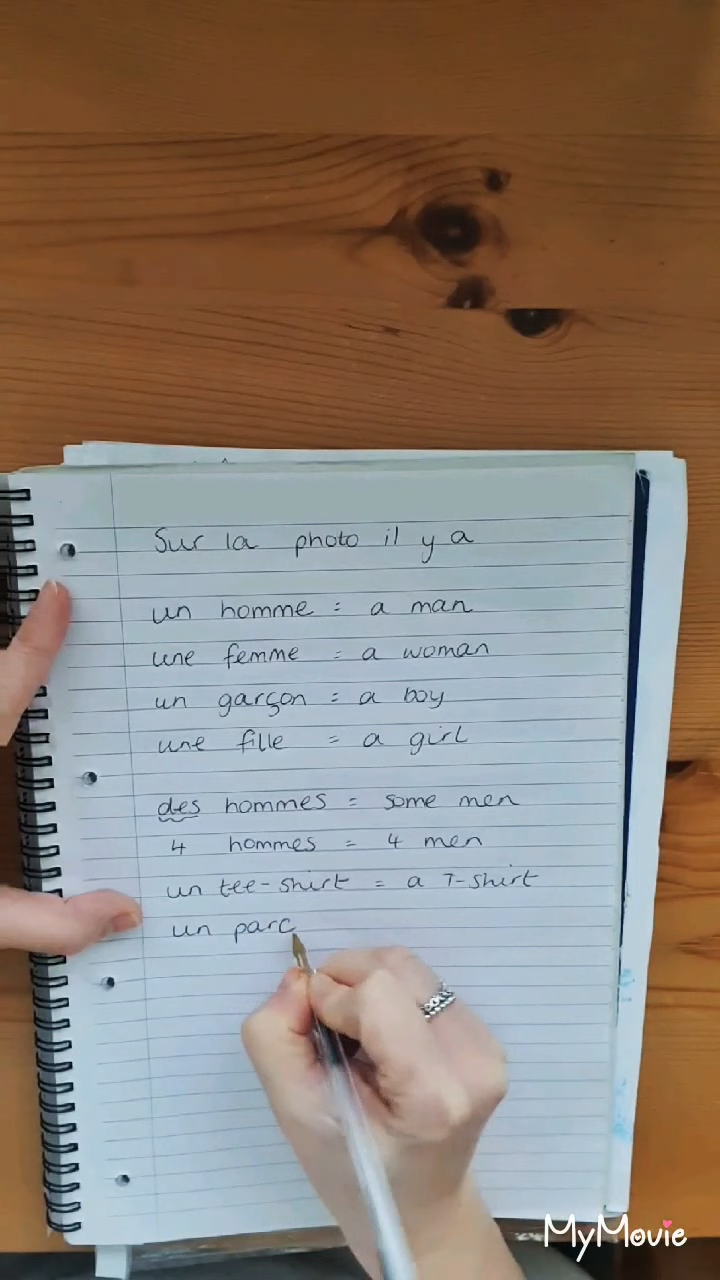 Sur la photo il y a
un homme = a man
une femme = a woman
un garçon = a boy
une fille = a girl
des hommes = some men
4 hommes = 4 men
un tee-shirt = a T-shirt
un parc
MyMovie